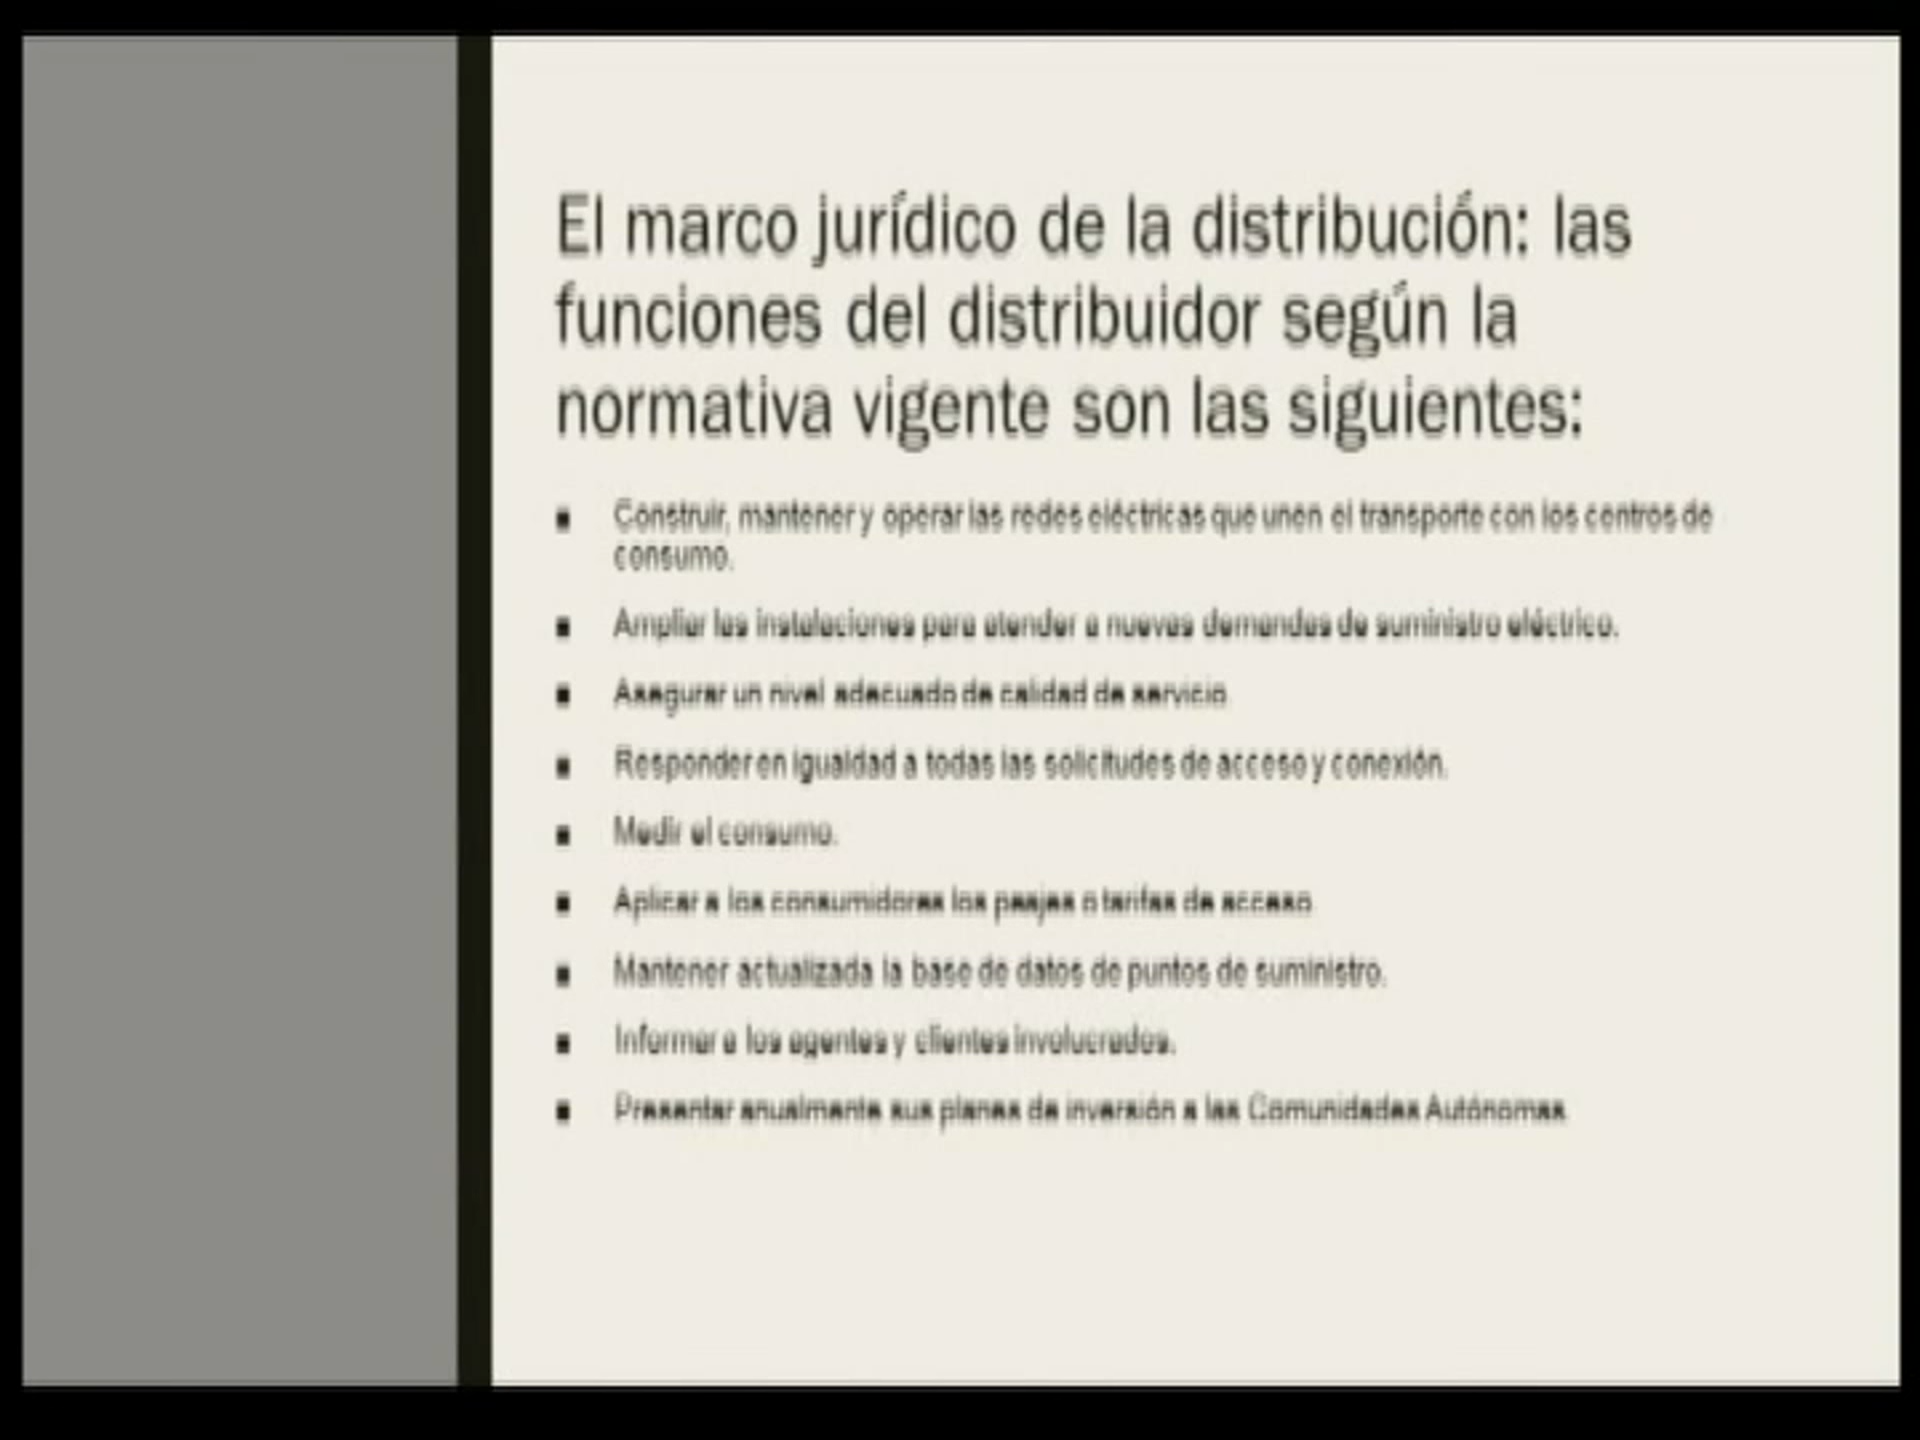 El marco jurídico de la distribución: las
funciones del distribuidor según la
normativa vigente son las siguientes:
▪ Construir, mantener y operar las redes eléctricas que unen el transporte con los centros de
consumo.
▪ Ampliar las instalaciones para atender a nuevas demandas de suministro eléctrico.
▪ Asegurar un nivel adecuado de calidad de servicio.
▪ Responder en igualdad a todas las solicitudes de acceso y conexión.
▪ Medir el consumo.
▪ Aplicar a los consumidores los peajes o tarifas de acceso.
▪ Mantener actualizada la base de datos de puntos de suministro.
▪ Informar a los agentes y clientes involucrados.
▪ Presentar anualmente sus planes de inversión a las Comunidades Autónomas.